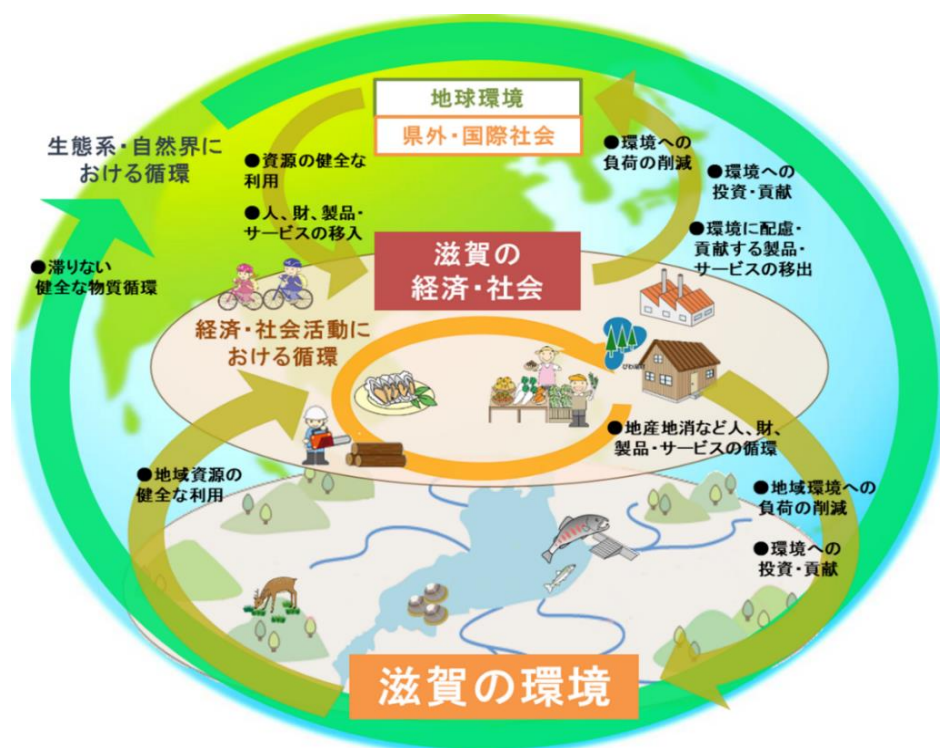 地球環境
県外・国際社会
生態系・自然界に
おける循環
●資源の健全な
利用
●人、財、製品・
サービスの移入
●環境への
負荷の削減
●環境への
投資・貢献
●環境に配慮・
貢献する製品・
サービスの移出
●滞りない
健全な物質循環
滋賀の
経済・社会
経済・社会活動に
おける循環
●地産地消など人、財、
製品・サービスの循環
●地域資源の
健全な利用
●地域環境への
負荷の削減
●環境への
投資・貢献
滋賀の環境